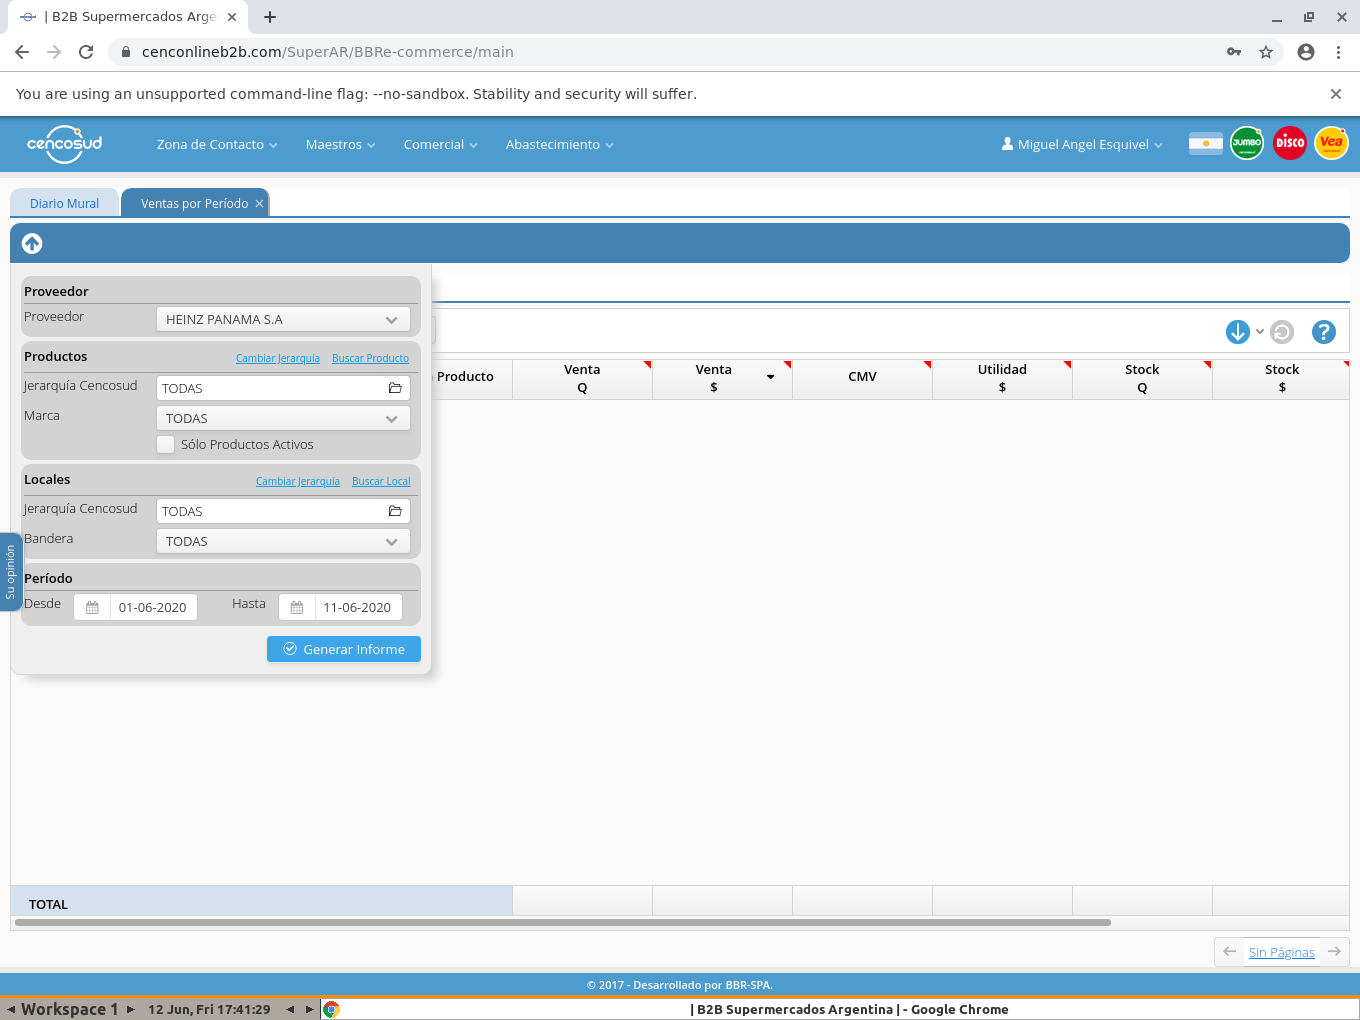 | B2B Supermercados Arge
cenconlineb2b.com/SuperAR/BBRe-commerce/main
You are using an unsupported command-line flag: --no-sandbox. Stability and security will suffer.
cencosud
Zona de Contacto
Maestros
Comercial
Abastecimiento
Miguel Angel Esquivel
JUMBO
DISCO
Vea
Diario Mural
Ventas por Período
Proveedor
Proveedor
HEINZ PANAMA S.A
Productos
Cambiar Jerarquía
Buscar Producto
Jerarquía Cencosud
TODAS
Marca
TODAS
Sólo Productos Activos
Locales
Cambiar Jerarquía
Buscar Local
Jerarquía Cencosud
TODAS
Bandera
TODAS
Período
Desde
01-06-2020
Hasta
11-06-2020
Generar Informe
Su opinión
Producto
Venta
Q
Venta
$
CMV
Utilidad
$
Stock
Q
Stock
$
TOTAL
Sin Páginas
© 2017 - Desarrollado por BBR-SPA.
Workspace 1
12 Jun, Fri 17:41:29
| B2B Supermercados Argentina | - Google Chrome